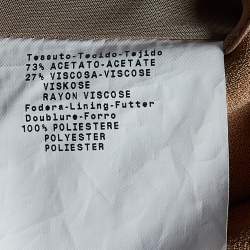 Tessuto-Tecido-Tejido
73% ACETATO-ACETATE
27% VISCOSA-VISCOSE
VISKOSE
RAYON VISCOSE
Fodera-Lining-Futter
Doublure-Forro
100% POLIESTERE
POLYESTER
POLIESTER